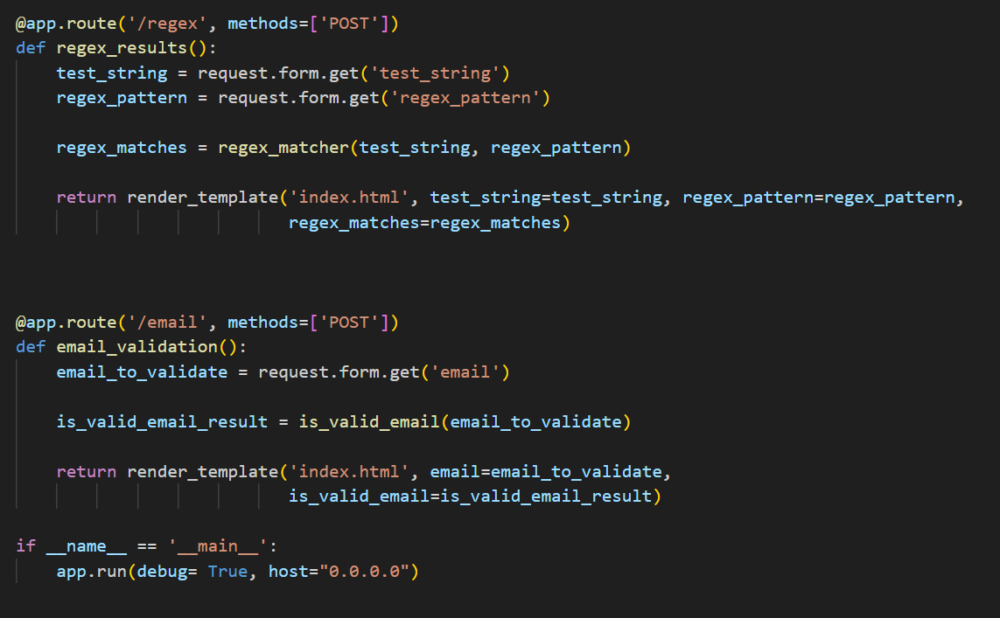 @app.route('/regex', methods=['POST'])
def regex_results():
    test_string = request.form.get('test_string')
    regex_pattern = request.form.get('regex_pattern')

    regex_matches = regex_matcher(test_string, regex_pattern)

    return render_template('index.html', test_string=test_string, regex_pattern=regex_pattern,
                           regex_matches=regex_matches)



@app.route('/email', methods=['POST'])
def email_validation():
    email_to_validate = request.form.get('email')

    is_valid_email_result = is_valid_email(email_to_validate)

    return render_template('index.html', email=email_to_validate,
                           is_valid_email=is_valid_email_result)

if __name__ == '__main__':
    app.run(debug= True, host="0.0.0.0")